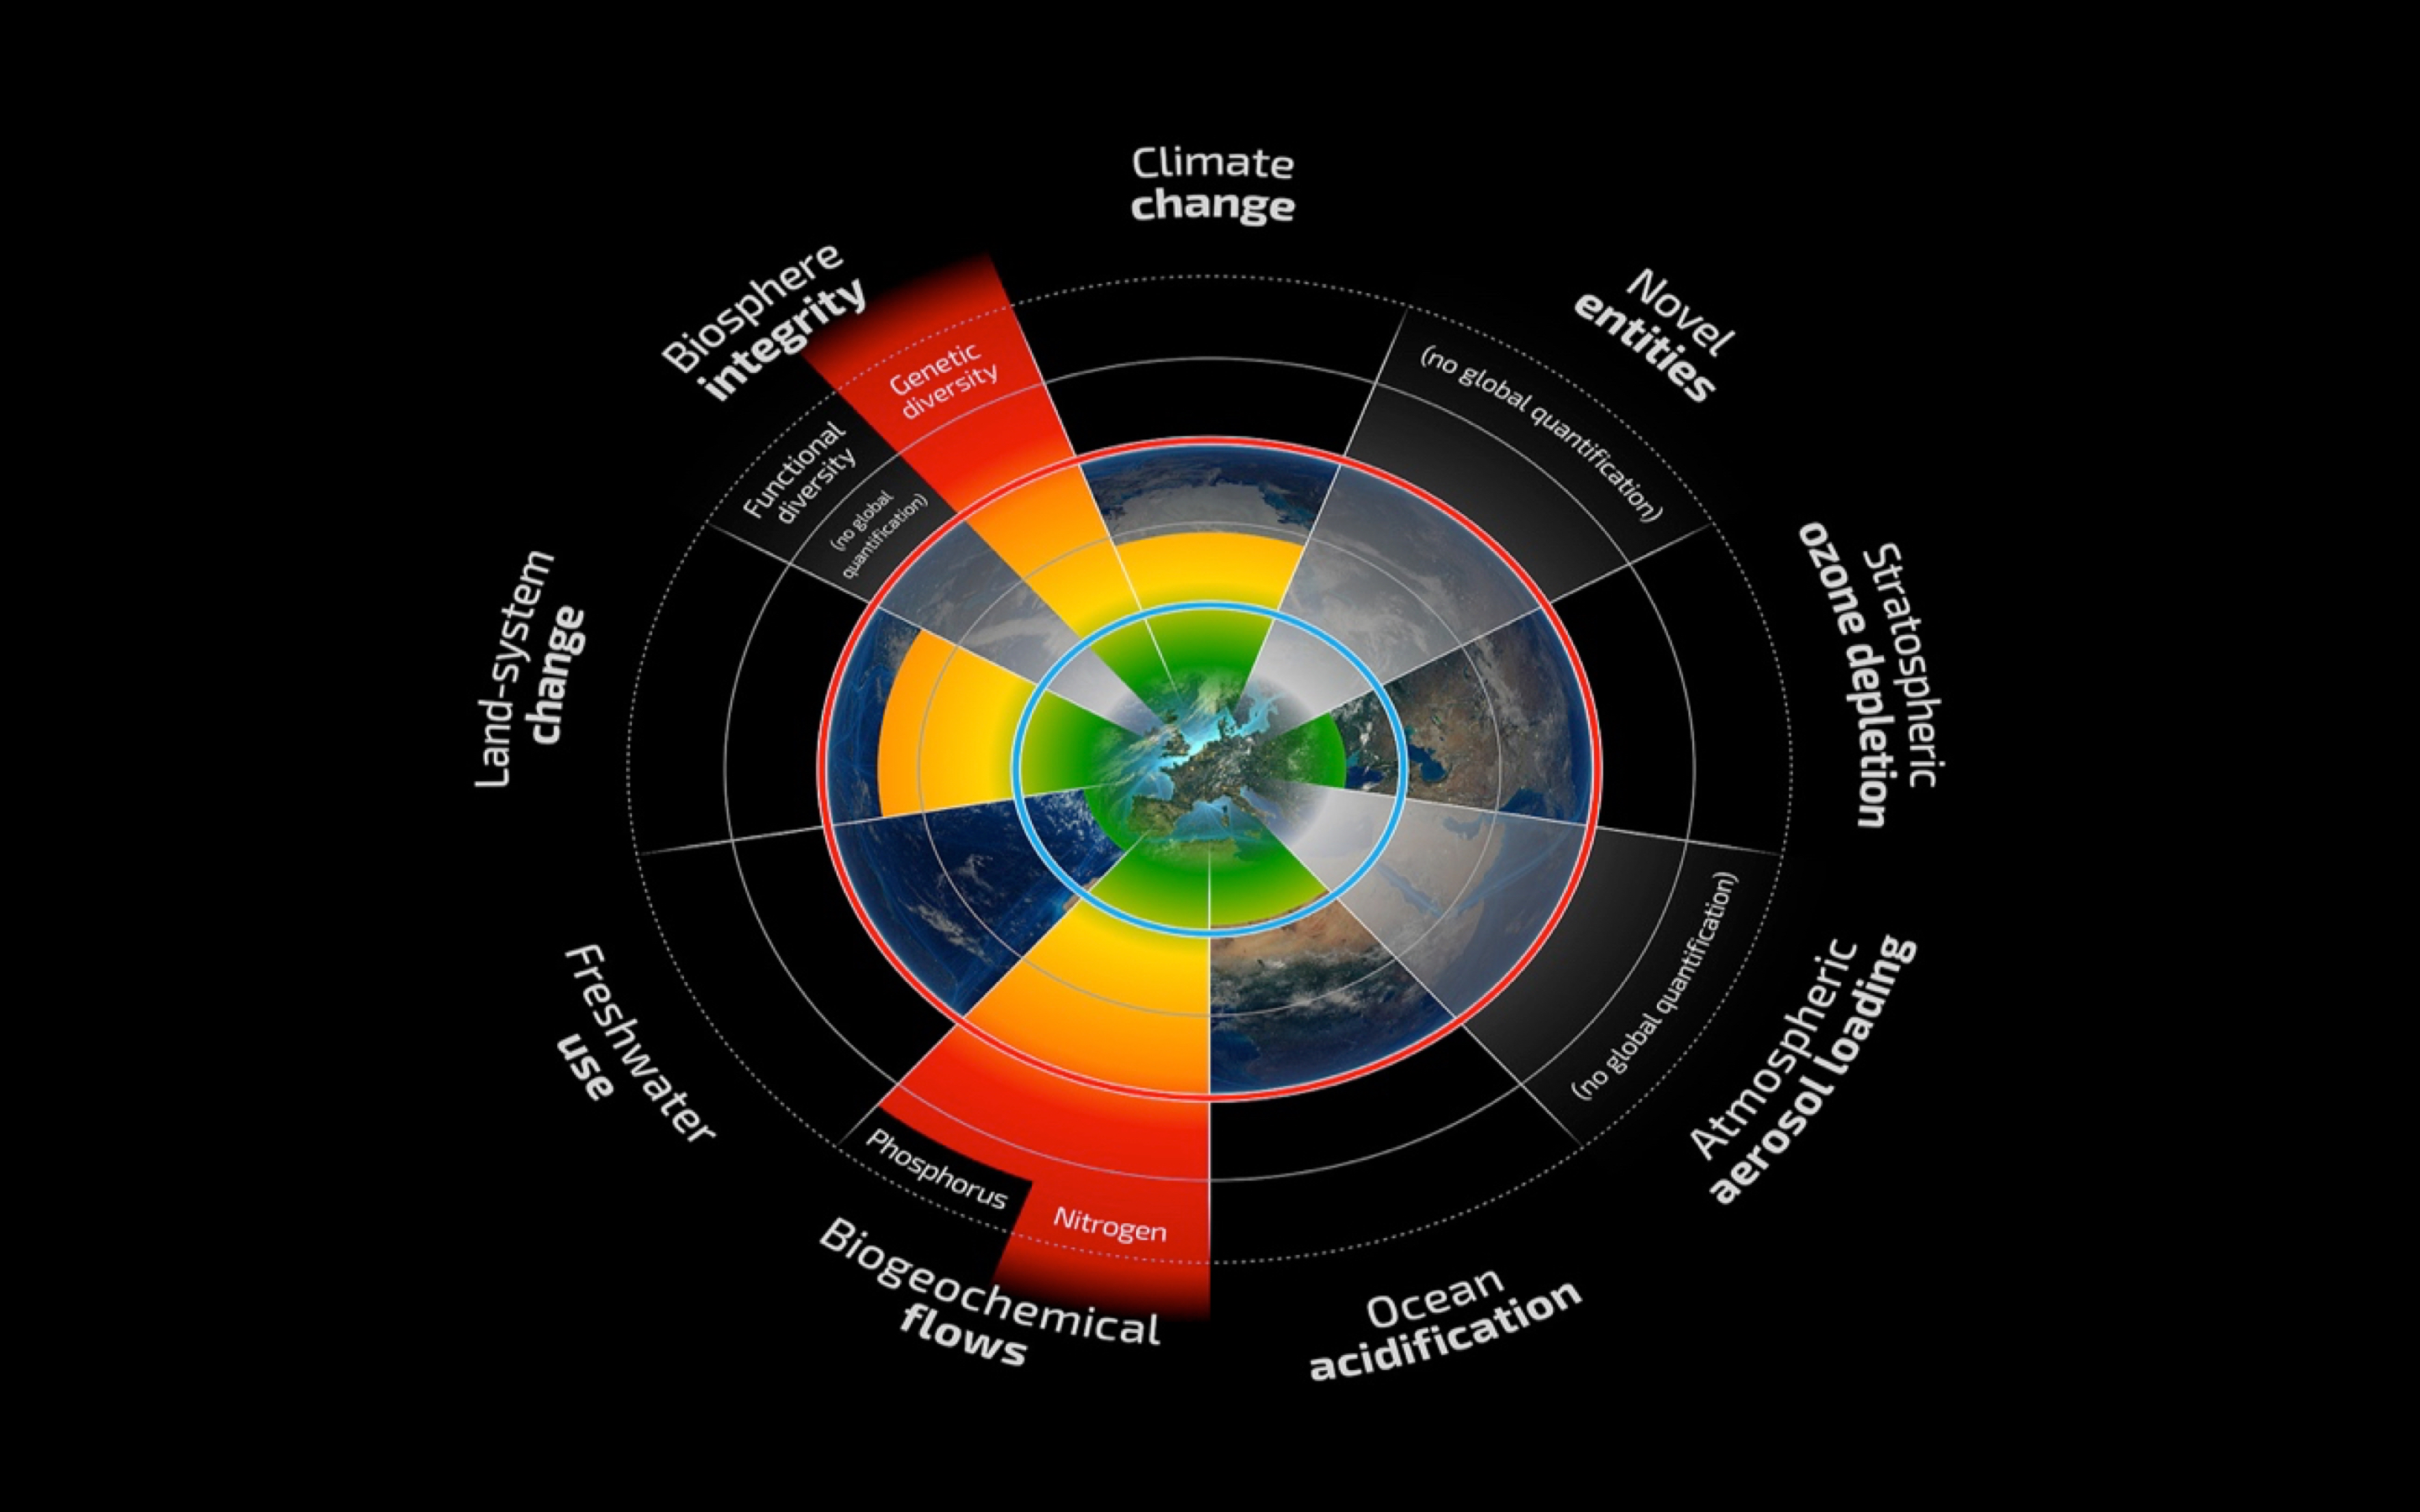 Climate
change
Novel
entities
(no global quantification)
Stratospheric
ozone depletion
Atmospheric
aerosol loading
(no global quantification)
Ocean
acidification
Biogeochemical
flows
Phosphorus
Nitrogen
Freshwater
use
Land-system
change
Biosphere
integrity
Functional
diversity
(no global
quantification)
Genetic
diversity